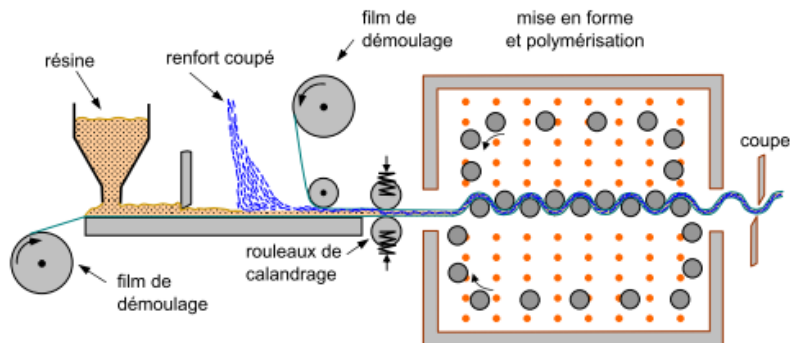 film de
démoulage
mise en forme
et polymérisation
résine
renfort coupé
coupe
rouleaux de
calandrage
film de
démoulage